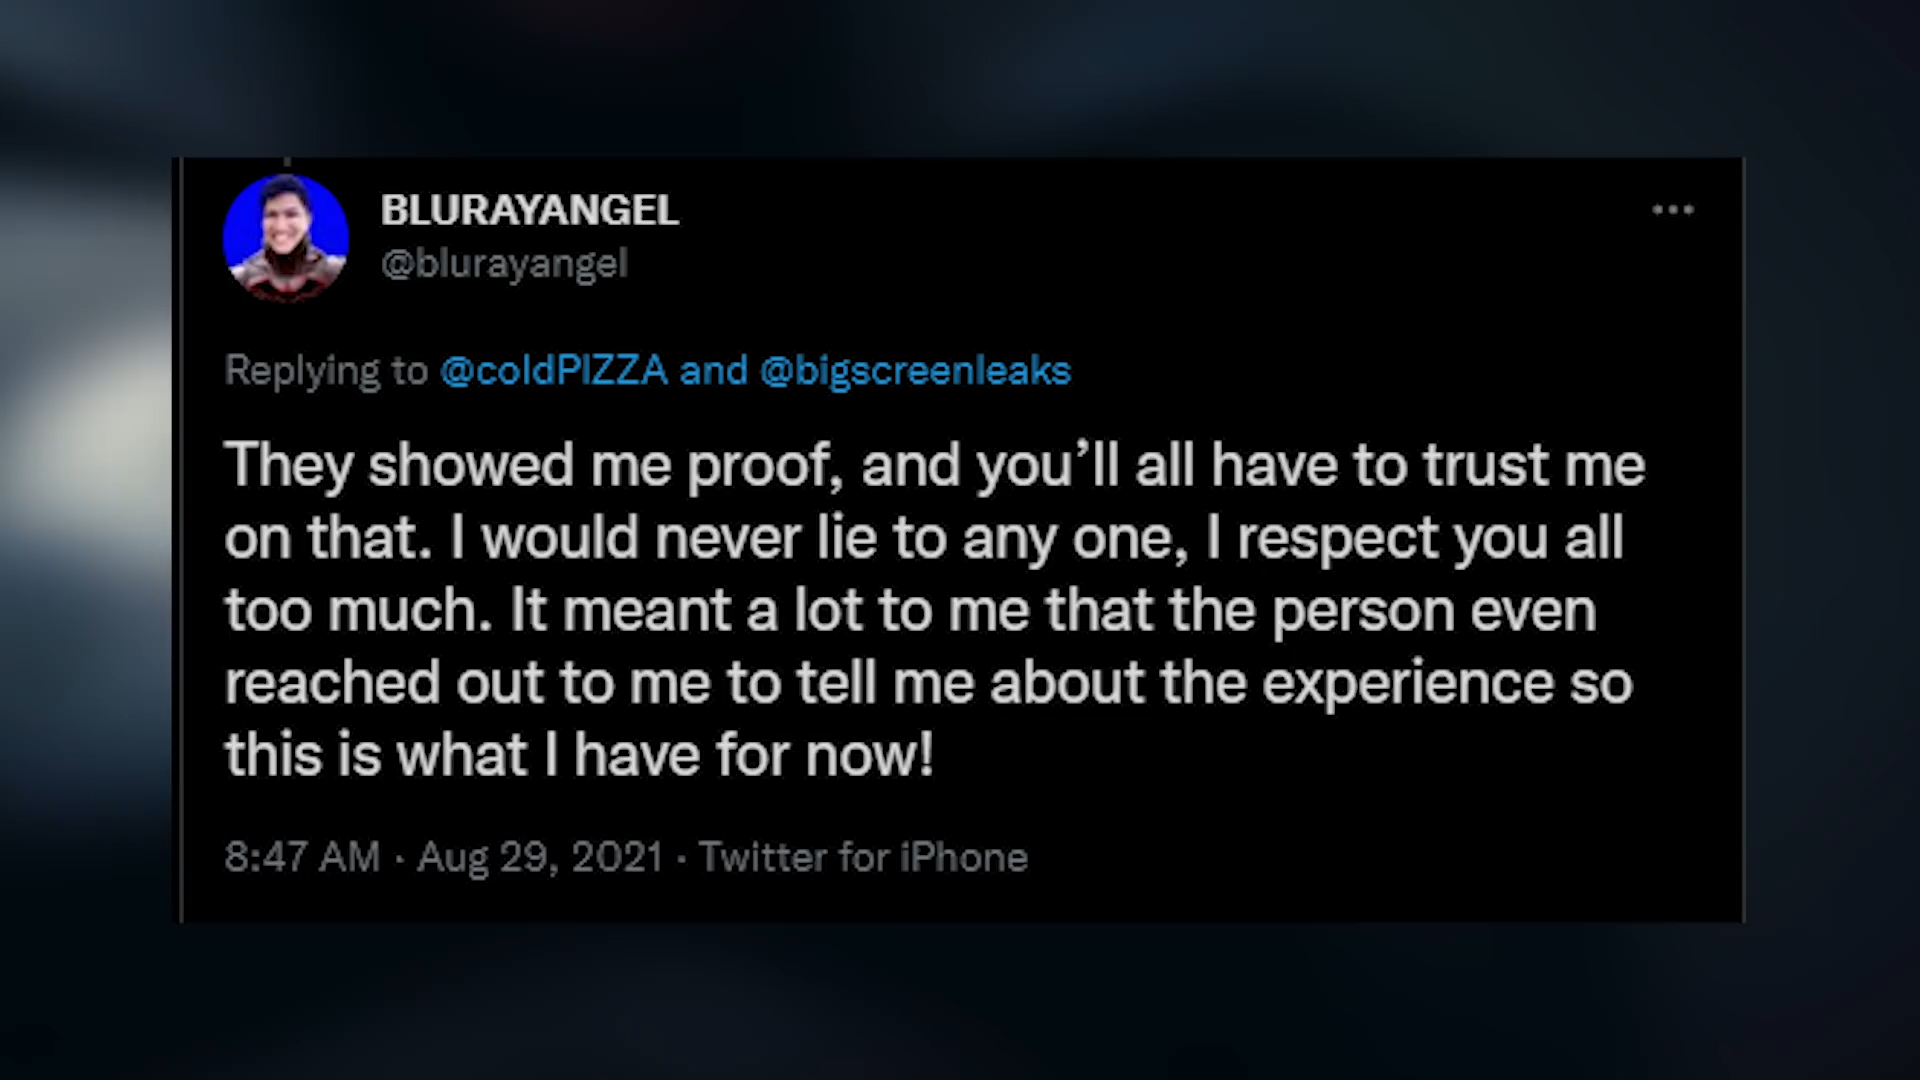 BLURAYANGEL
@blurayangel
Replying to @coldPIZZA and @bigscreenleaks
They showed me proof, and you’ll all have to trust me
on that. I would never lie to any one, I respect you all
too much. It meant a lot to me that the person even
reached out to me to tell me about the experience so
this is what I have for now!
8:47 AM · Aug 29, 2021 · Twitter for iPhone